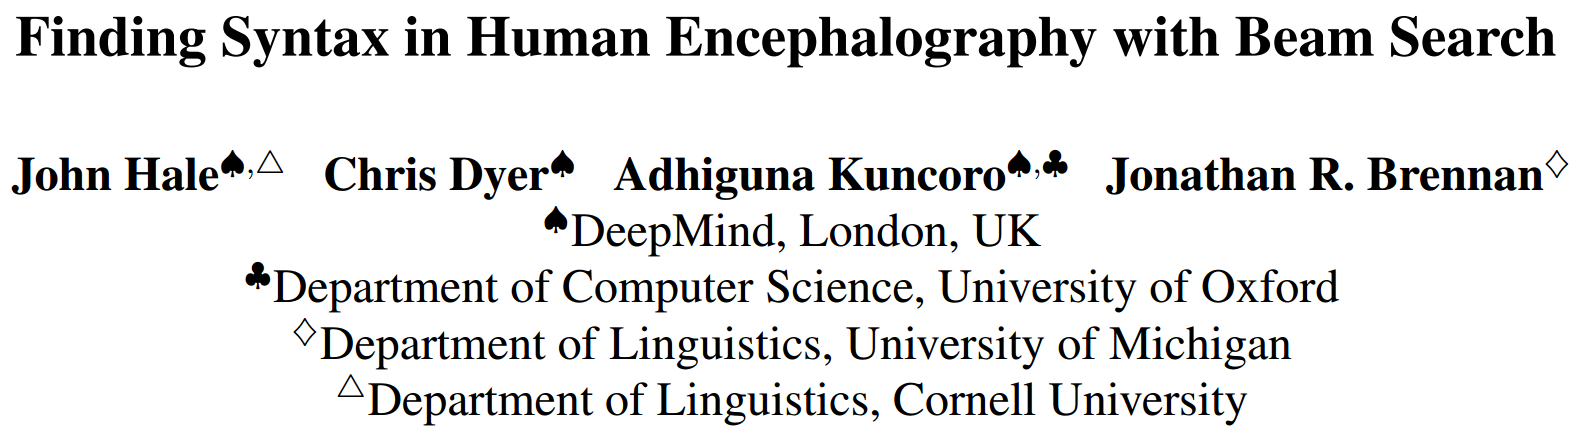 Finding Syntax in Human Encephalography with Beam Search
John Hale♠,△ Chris Dyer♠ Adhiguna Kuncoro♠,♣ Jonathan R. Brennan♢
♠DeepMind, London, UK
♣Department of Computer Science, University of Oxford
♢Department of Linguistics, University of Michigan
△Department of Linguistics, Cornell University